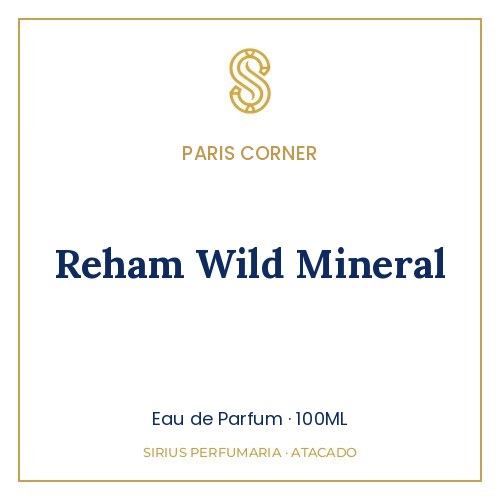 PARIS CORNER
Reham Wild Mineral
Eau de Parfum · 100ML
SIRIUS PERFUMARIA · ATACADO